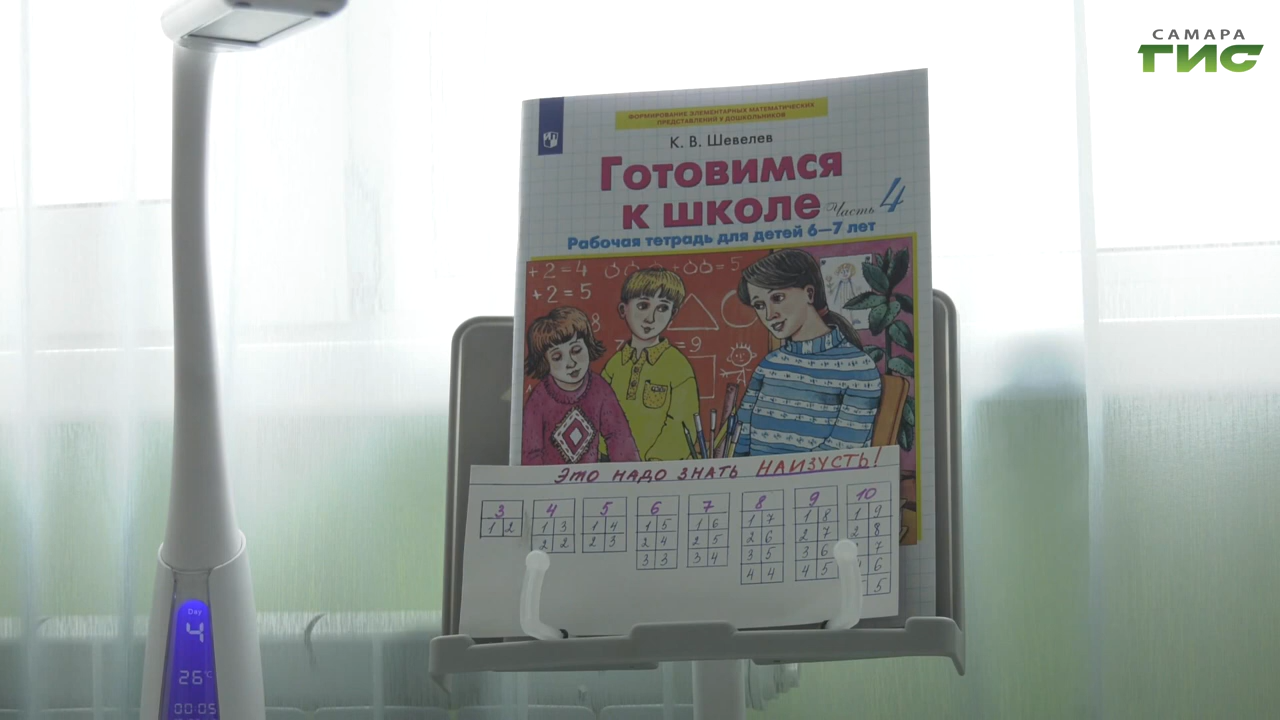 САМАРА
ГИС
ФОРМИРОВАНИЕ ЭЛЕМЕНТАРНЫХ МАТЕМАТИЧЕСКИХ
ПРЕДСТАВЛЕНИЙ У ДОШКОЛЬНИКОВ
К. В. Шевелев
Готовимся
к школе
Часть 4
Рабочая тетрадь для детей 6–7 лет
+2=4
+2=5
=5
8
7
=9
ЭТО НАДО ЗНАТЬ НАИЗУСТЬ!
3 4 5 6 7 8 9 10
1 2 1 3 1 4 1 5 1 6 1 7 1 8 1 9
2 2 2 3 2 4 2 5 2 6 2 7 2 8
3 3 3 4 3 5 3 6 7
4 4 4 5 6
5
Day
4
26°C
00:05